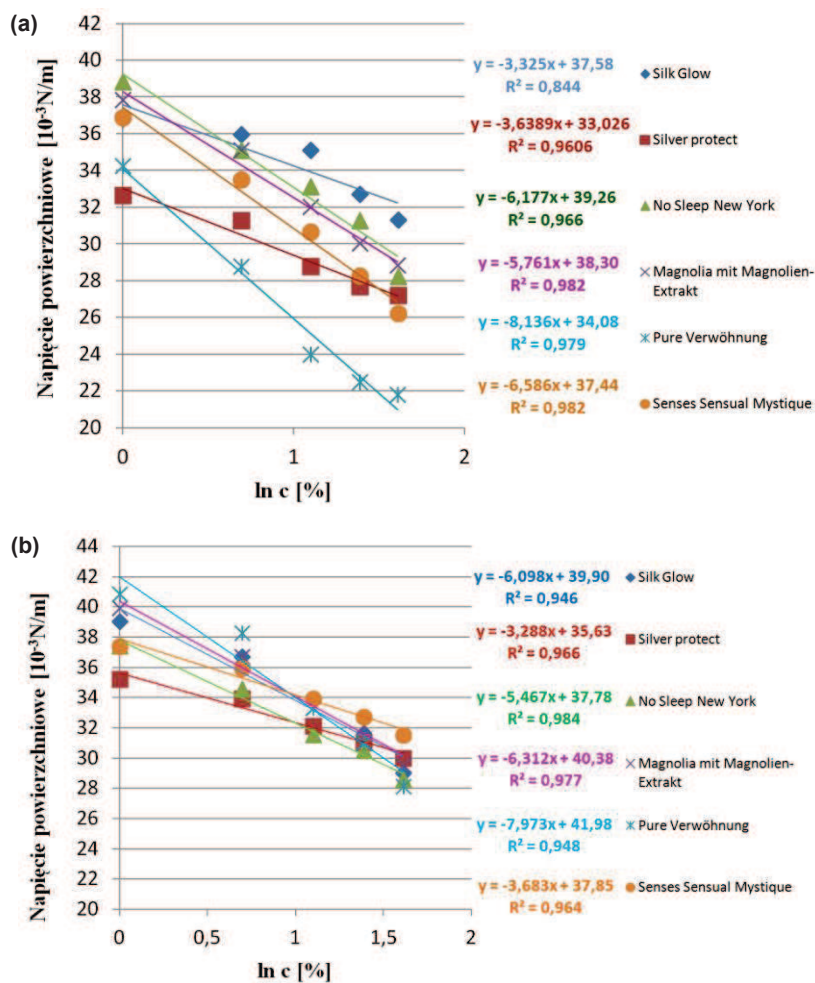 (a)
Napięcie powierzchniowe [10⁻³N/m]
42
40
38
36
34
32
30
28
26
24
22
20
0
1
2
ln c [%]
y = -3,325x + 37,58
R² = 0,844
Silk Glow
y = -3,6389x + 33,026
R² = 0,9606
Silver protect
y = -6,177x + 39,26
R² = 0,966
No Sleep New York
y = -5,761x + 38,30
R² = 0,982
Magnolia mit Magnolien-
Extrakt
y = -8,136x + 34,08
R² = 0,979
Pure Verwöhnung
y = -6,586x + 37,44
R² = 0,982
Senses Sensual Mystique
(b)
Napięcie powierzchniowe [10⁻³N/m]
44
42
40
38
36
34
32
30
28
26
24
22
20
0
0,5
1
1,5
2
ln c [%]
y = -6,098x + 39,90
R² = 0,946
Silk Glow
y = -3,288x + 35,63
R² = 0,966
Silver protect
y = -5,467x + 37,78
R² = 0,984
No Sleep New York
y = -6,312x + 40,38
R² = 0,977
Magnolia mit Magnolien-
Extrakt
y = -7,973x + 41,98
R² = 0,948
Pure Verwöhnung
y = -3,683x + 37,85
R² = 0,964
Senses Sensual Mystique